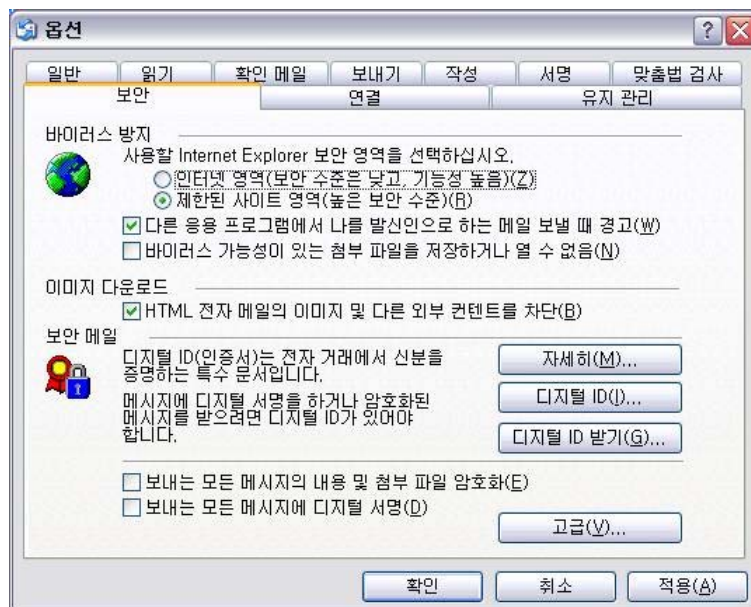 옵션
일반 읽기 확인 메일 보내기 작성 서명 맞춤법 검사
보안 연결 유지 관리
바이러스 방지
사용할 Internet Explorer 보안 영역을 선택하십시오.
인터넷 영역(보안 수준은 낮고, 기능성 높음)(Z)
제한된 사이트 영역(높은 보안 수준)(R)
다른 응용 프로그램에서 나를 발신인으로 하는 메일 보낼 때 경고(W)
바이러스 가능성이 있는 첨부 파일을 저장하거나 열 수 없음(N)
이미지 다운로드
HTML 전자 메일의 이미지 및 다른 외부 컨텐트를 차단(B)
보안 메일
디지털 ID(인증서)는 전자 거래에서 신분을
증명하는 특수 문서입니다.
자세히(M)...
메시지에 디지털 서명을 하거나 암호화된
메시지를 받으려면 디지털 ID가 있어야
합니다.
디지털 ID(I)...
디지털 ID 받기(G)...
보내는 모든 메시지의 내용 및 첨부 파일 암호화(E)
보내는 모든 메시지에 디지털 서명(D)
고급(V)...
확인 취소 적용(A)